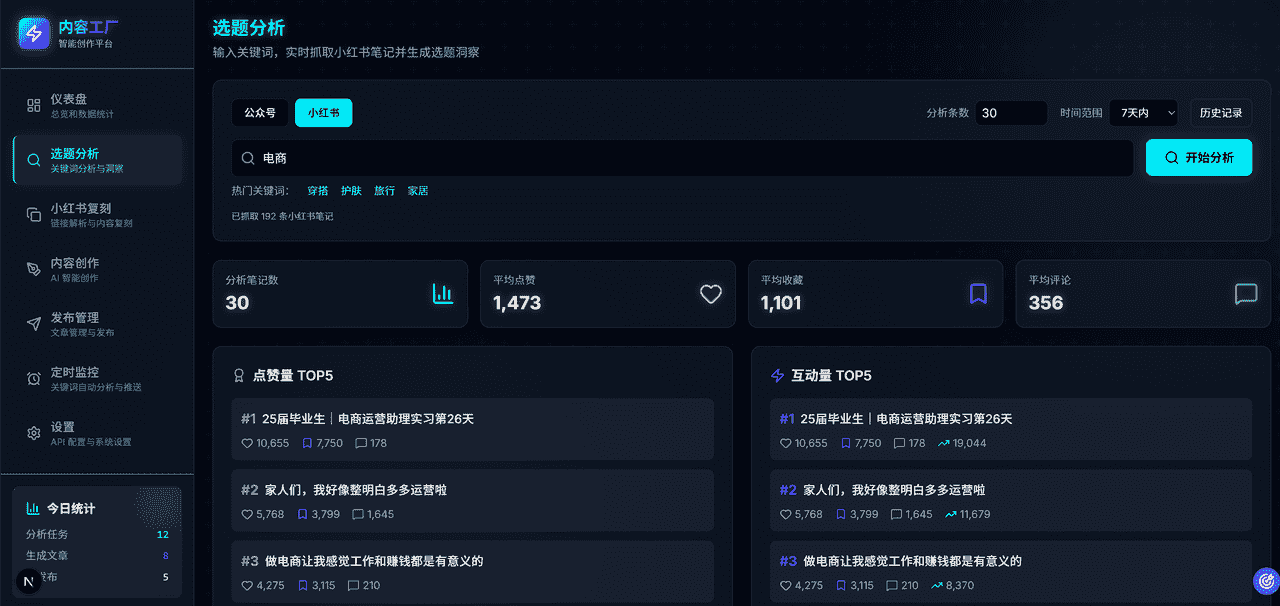 内容工厂
智能创作平台
仪表盘
总览和数据统计
选题分析
关键词分析与洞察
小红书复刻
链接解析与内容复刻
内容创作
AI 智能创作
发布管理
文章管理与发布
定时监控
关键词自动分析与推送
设置
API 配置与系统设置
今日统计
分析任务 12
生成文章 8
发布 5
N
选题分析
输入关键词，实时抓取小红书笔记并生成选题洞察
公众号 小红书 分析条数 30 时间范围 7天内 历史记录
电商 开始分析
热门关键词： 穿搭 护肤 旅行 家居
已抓取 192 条小红书笔记
分析笔记数
30
平均点赞
1,473
平均收藏
1,101
平均评论
356
点赞量 TOP5
#1 25届毕业生｜电商运营助理实习第26天
10,655 7,750 178
#2 家人们，我好像整明白多多运营啦
5,768 3,799 1,645
#3 做电商让我感觉工作和赚钱都是有意义的
4,275 3,115 210
互动量 TOP5
#1 25届毕业生｜电商运营助理实习第26天
10,655 7,750 178 19,044
#2 家人们，我好像整明白多多运营啦
5,768 3,799 1,645 11,679
#3 做电商让我感觉工作和赚钱都是有意义的
4,275 3,115 210 8,370